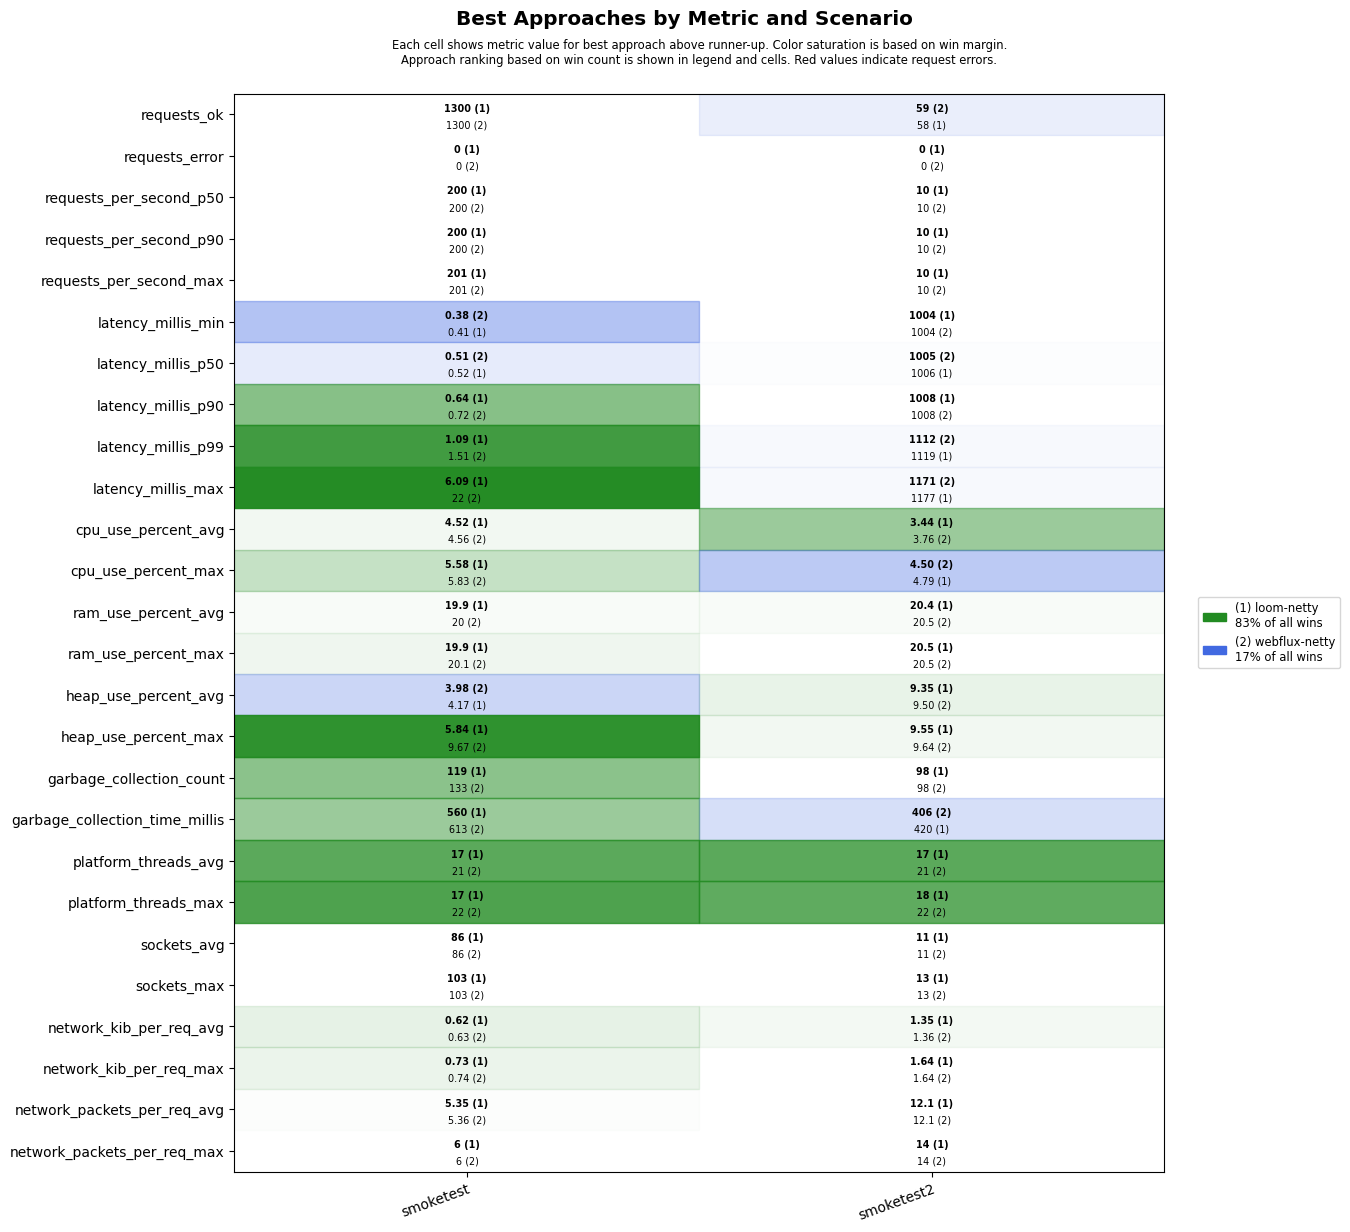 Best Approaches by Metric and Scenario
Each cell shows metric value for best approach above runner-up. Color saturation is based on win margin.
Approach ranking based on win count is shown in legend and cells. Red values indicate request errors.
requests_ok
1300 (1)
1300 (2)
59 (2)
58 (1)
requests_error
0 (1)
0 (2)
0 (1)
0 (2)
requests_per_second_p50
200 (1)
200 (2)
10 (1)
10 (2)
requests_per_second_p90
200 (1)
200 (2)
10 (1)
10 (2)
requests_per_second_max
201 (1)
201 (2)
10 (1)
10 (2)
latency_millis_min
0.38 (2)
0.41 (1)
1004 (1)
1004 (2)
latency_millis_p50
0.51 (2)
0.52 (1)
1005 (2)
1006 (1)
latency_millis_p90
0.64 (1)
0.72 (2)
1008 (1)
1008 (2)
latency_millis_p99
1.09 (1)
1.51 (2)
1112 (2)
1119 (1)
latency_millis_max
6.09 (1)
22 (2)
1171 (2)
1177 (1)
cpu_use_percent_avg
4.52 (1)
4.56 (2)
3.44 (1)
3.76 (2)
cpu_use_percent_max
5.58 (1)
5.83 (2)
4.50 (2)
4.79 (1)
ram_use_percent_avg
19.9 (1)
20 (2)
20.4 (1)
20.5 (2)
ram_use_percent_max
19.9 (1)
20.1 (2)
20.5 (1)
20.5 (2)
heap_use_percent_avg
3.98 (2)
4.17 (1)
9.35 (1)
9.50 (2)
heap_use_percent_max
5.84 (1)
9.67 (2)
9.55 (1)
9.64 (2)
garbage_collection_count
119 (1)
133 (2)
98 (1)
98 (2)
garbage_collection_time_millis
560 (1)
613 (2)
406 (2)
420 (1)
platform_threads_avg
17 (1)
21 (2)
17 (1)
21 (2)
platform_threads_max
17 (1)
22 (2)
18 (1)
22 (2)
sockets_avg
86 (1)
86 (2)
11 (1)
11 (2)
sockets_max
103 (1)
103 (2)
13 (1)
13 (2)
network_kib_per_req_avg
0.62 (1)
0.63 (2)
1.35 (1)
1.36 (2)
network_kib_per_req_max
0.73 (1)
0.74 (2)
1.64 (1)
1.64 (2)
network_packets_per_req_avg
5.35 (1)
5.36 (2)
12.1 (1)
12.1 (2)
network_packets_per_req_max
6 (1)
6 (2)
14 (1)
14 (2)
smoketest
smoketest2
(1) loom-netty
83% of all wins
(2) webflux-netty
17% of all wins